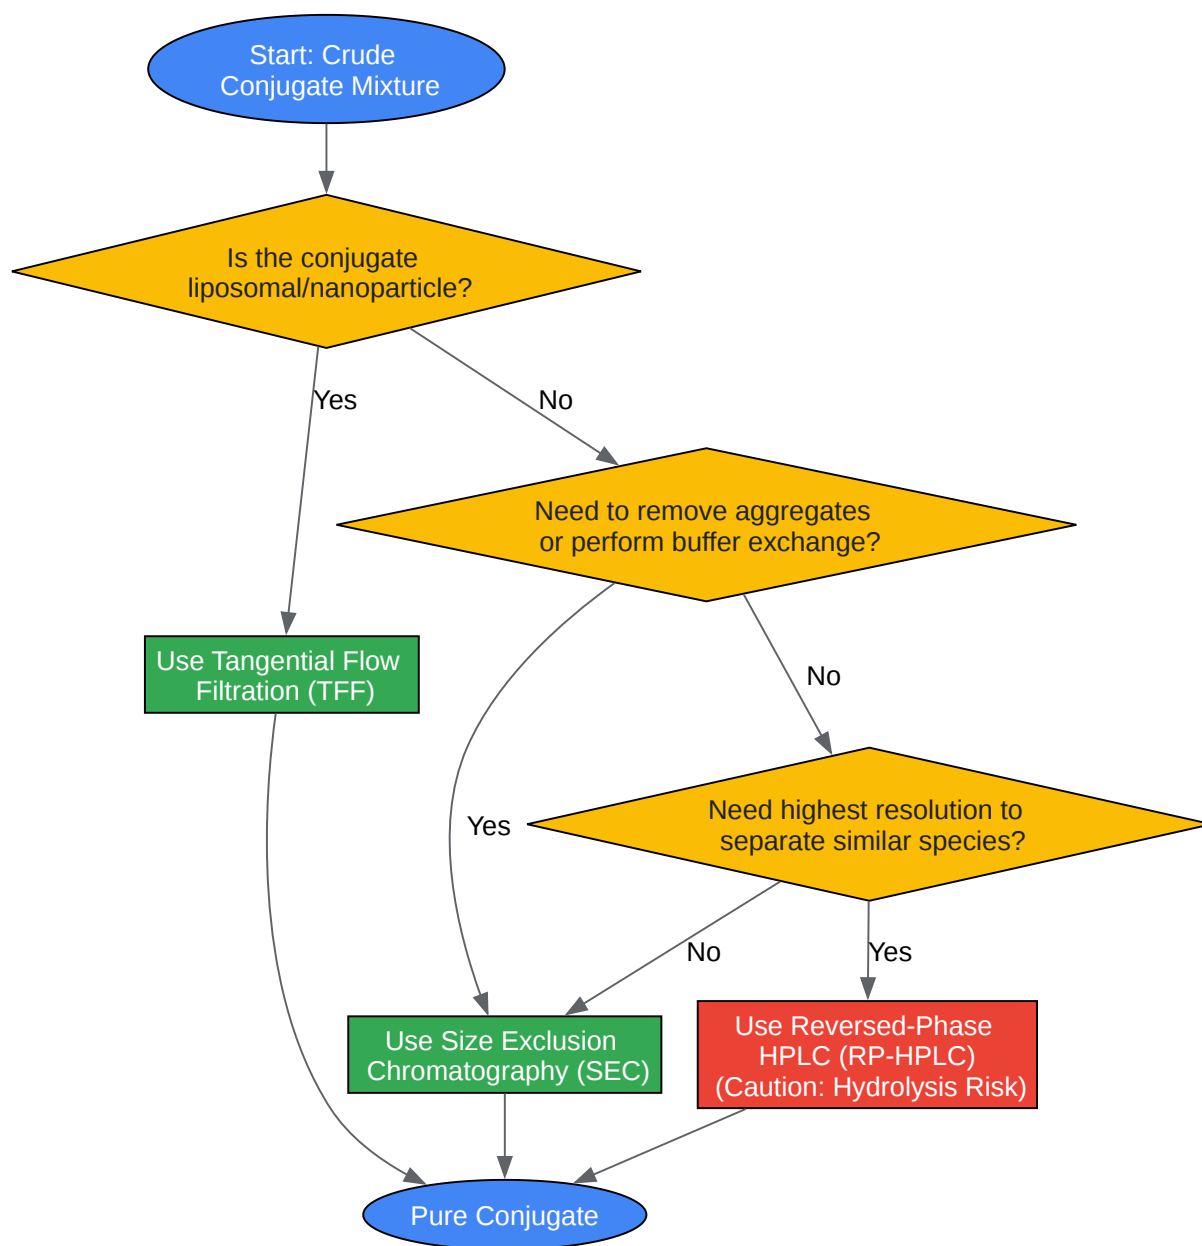 Start: Crude
Conjugate Mixture
Is the conjugate
liposomal/nanoparticle?
Yes
No
Need to remove aggregates
or perform buffer exchange?
Use Tangential Flow
Filtration (TFF)
No
Yes
Need highest resolution to
separate similar species?
No
Yes
Use Size Exclusion
Chromatography (SEC)
Use Reversed-Phase
HPLC (RP-HPLC)
(Caution: Hydrolysis Risk)
Pure Conjugate